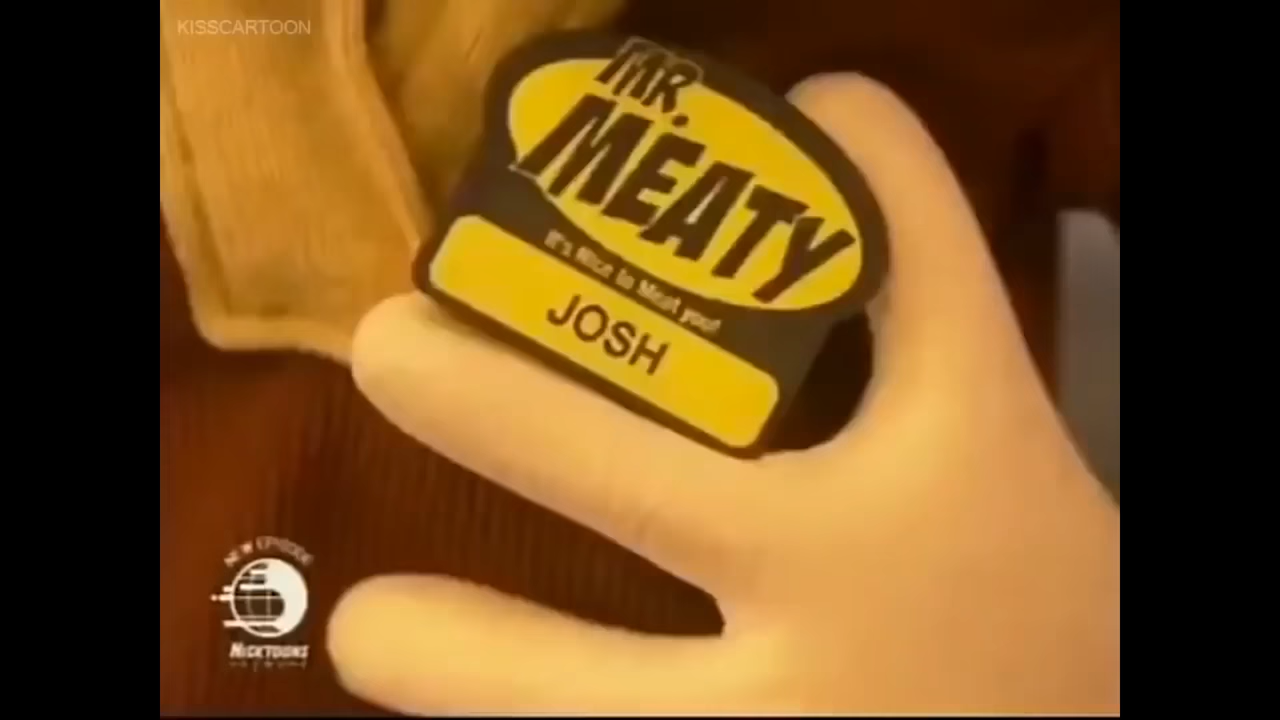 KISSCARTOON
MR.
MEATY
It's Nice to Meat you!
JOSH
NEW EPISODE
NICKTOONS